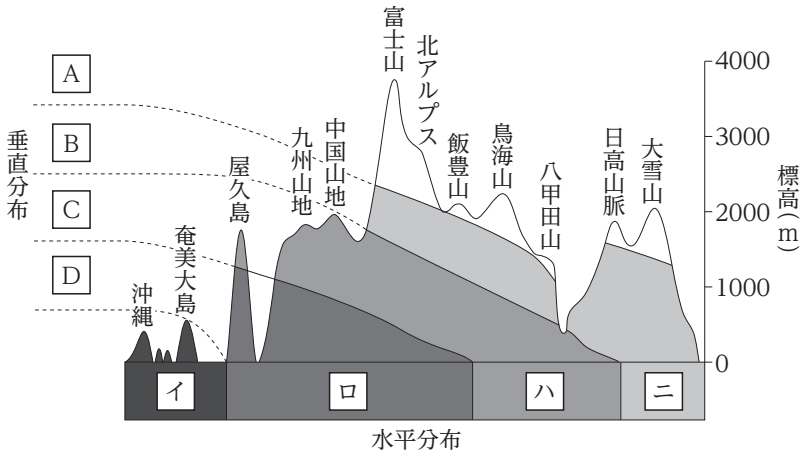 A
B
C
D
垂直分布
沖縄
奄美大島
屋久島
九州山地
中国山地
富士山
北アルプス
飯豊山
鳥海山
八甲田山
日高山脈
大雪山
4000
3000
2000
1000
0
標高(m)
イ
ロ
ハ
ニ
水平分布